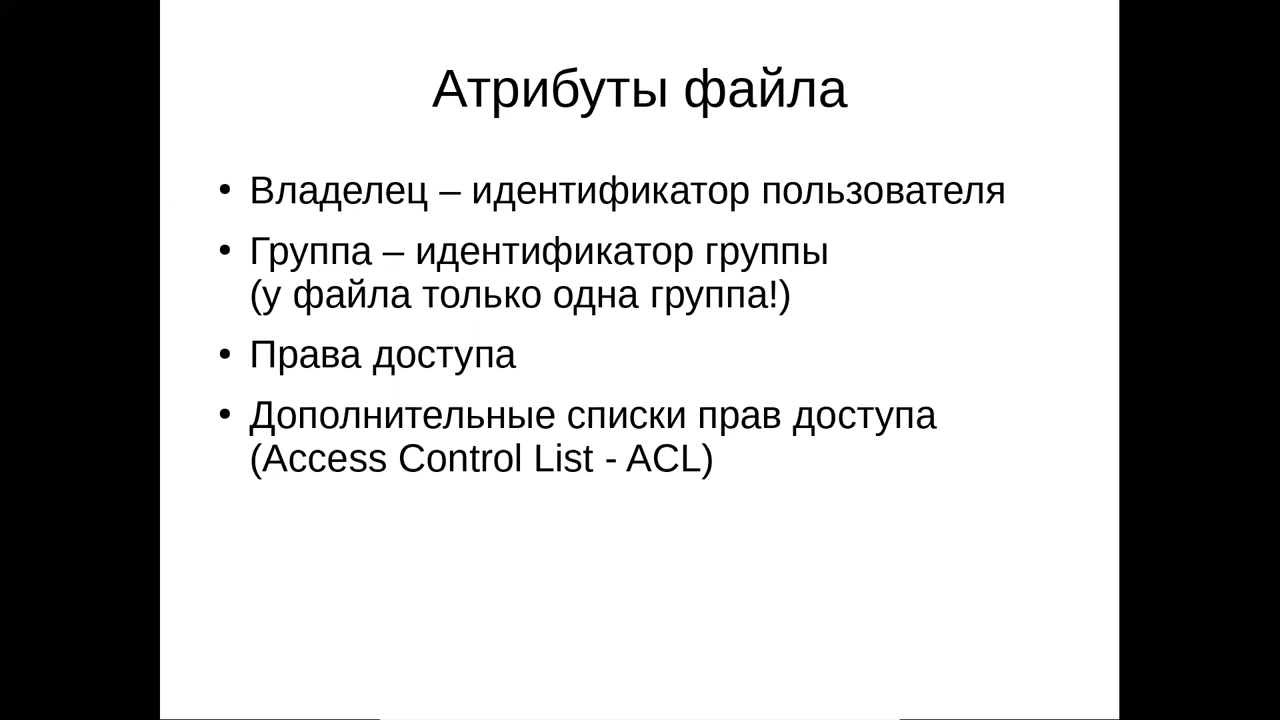 Атрибуты файла
• Владелец – идентификатор пользователя
• Группа – идентификатор группы
(у файла только одна группа!)
• Права доступа
• Дополнительные списки прав доступа
(Access Control List - ACL)